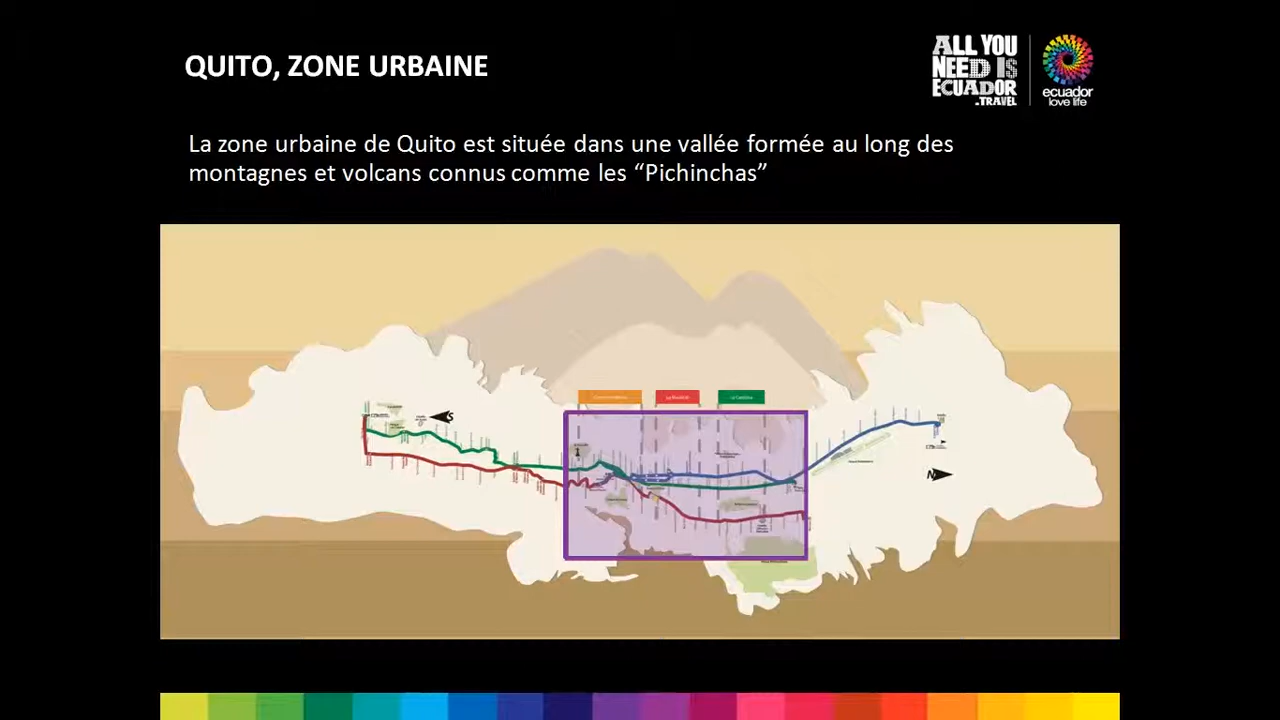 QUITO, ZONE URBAINE
ALL YOU
NEED IS
ECUADOR
.TRAVEL
ecuador
love life
La zone urbaine de Quito est située dans une vallée formée au long des
montagnes et volcans connus comme les “Pichinchas”
S
N